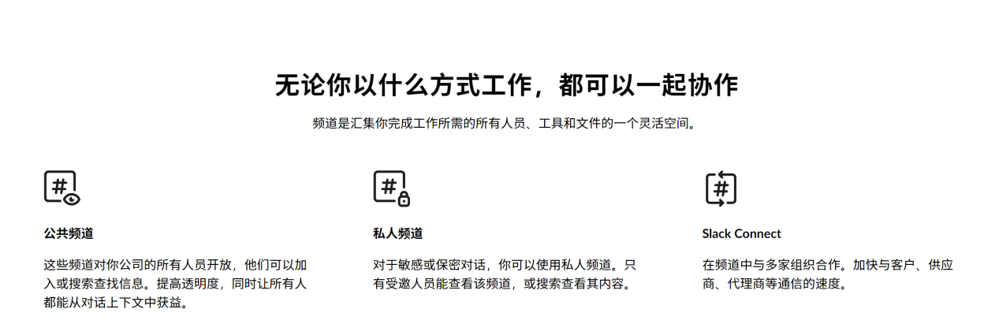 无论你以什么方式工作，都可以一起协作
频道是汇集你完成工作所需的所有人员、工具和文件的一个灵活空间。
公共频道
这些频道对你公司的所有人员开放，他们可以加
入或搜索查找信息。提高透明度，同时让所有人
都能从对话上下文中获益。
私人频道
对于敏感或保密对话，你可以使用私人频道。只
有受邀人员能查看该频道，或搜索查看其内容。
Slack Connect
在频道中与多家组织合作。加快与客户、供应
商、代理商等通信的速度。